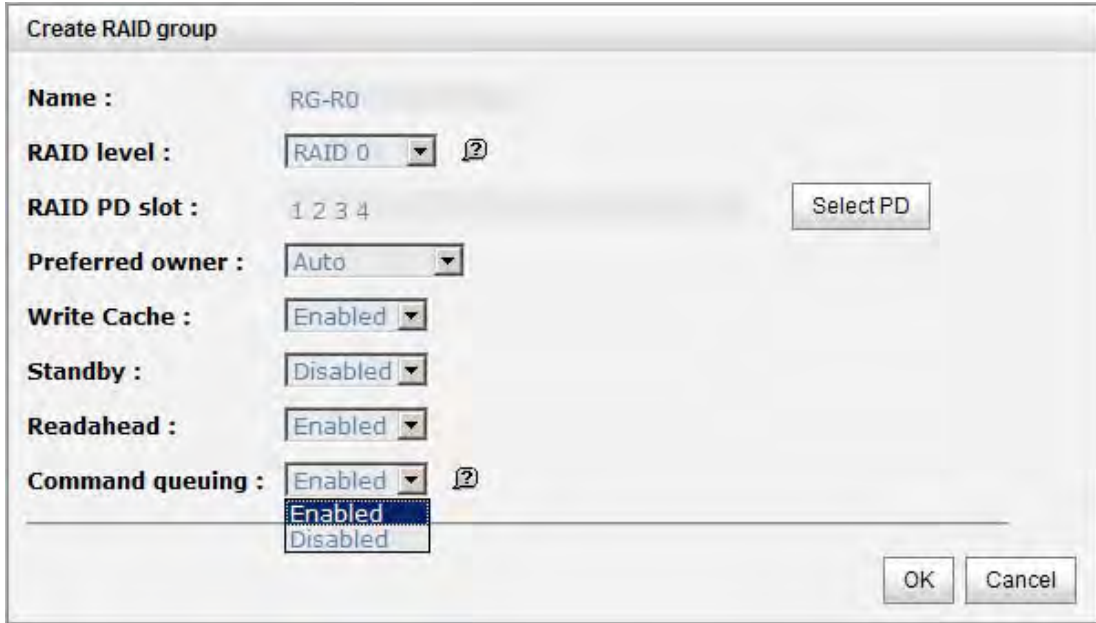 Create RAID group
Name : RG-R0
RAID level : RAID 0
RAID PD slot : 1 2 3 4 Select PD
Preferred owner : Auto
Write Cache : Enabled
Standby : Disabled
Readahead : Enabled
Command queuing : Enabled
Enabled
Disabled
OK Cancel